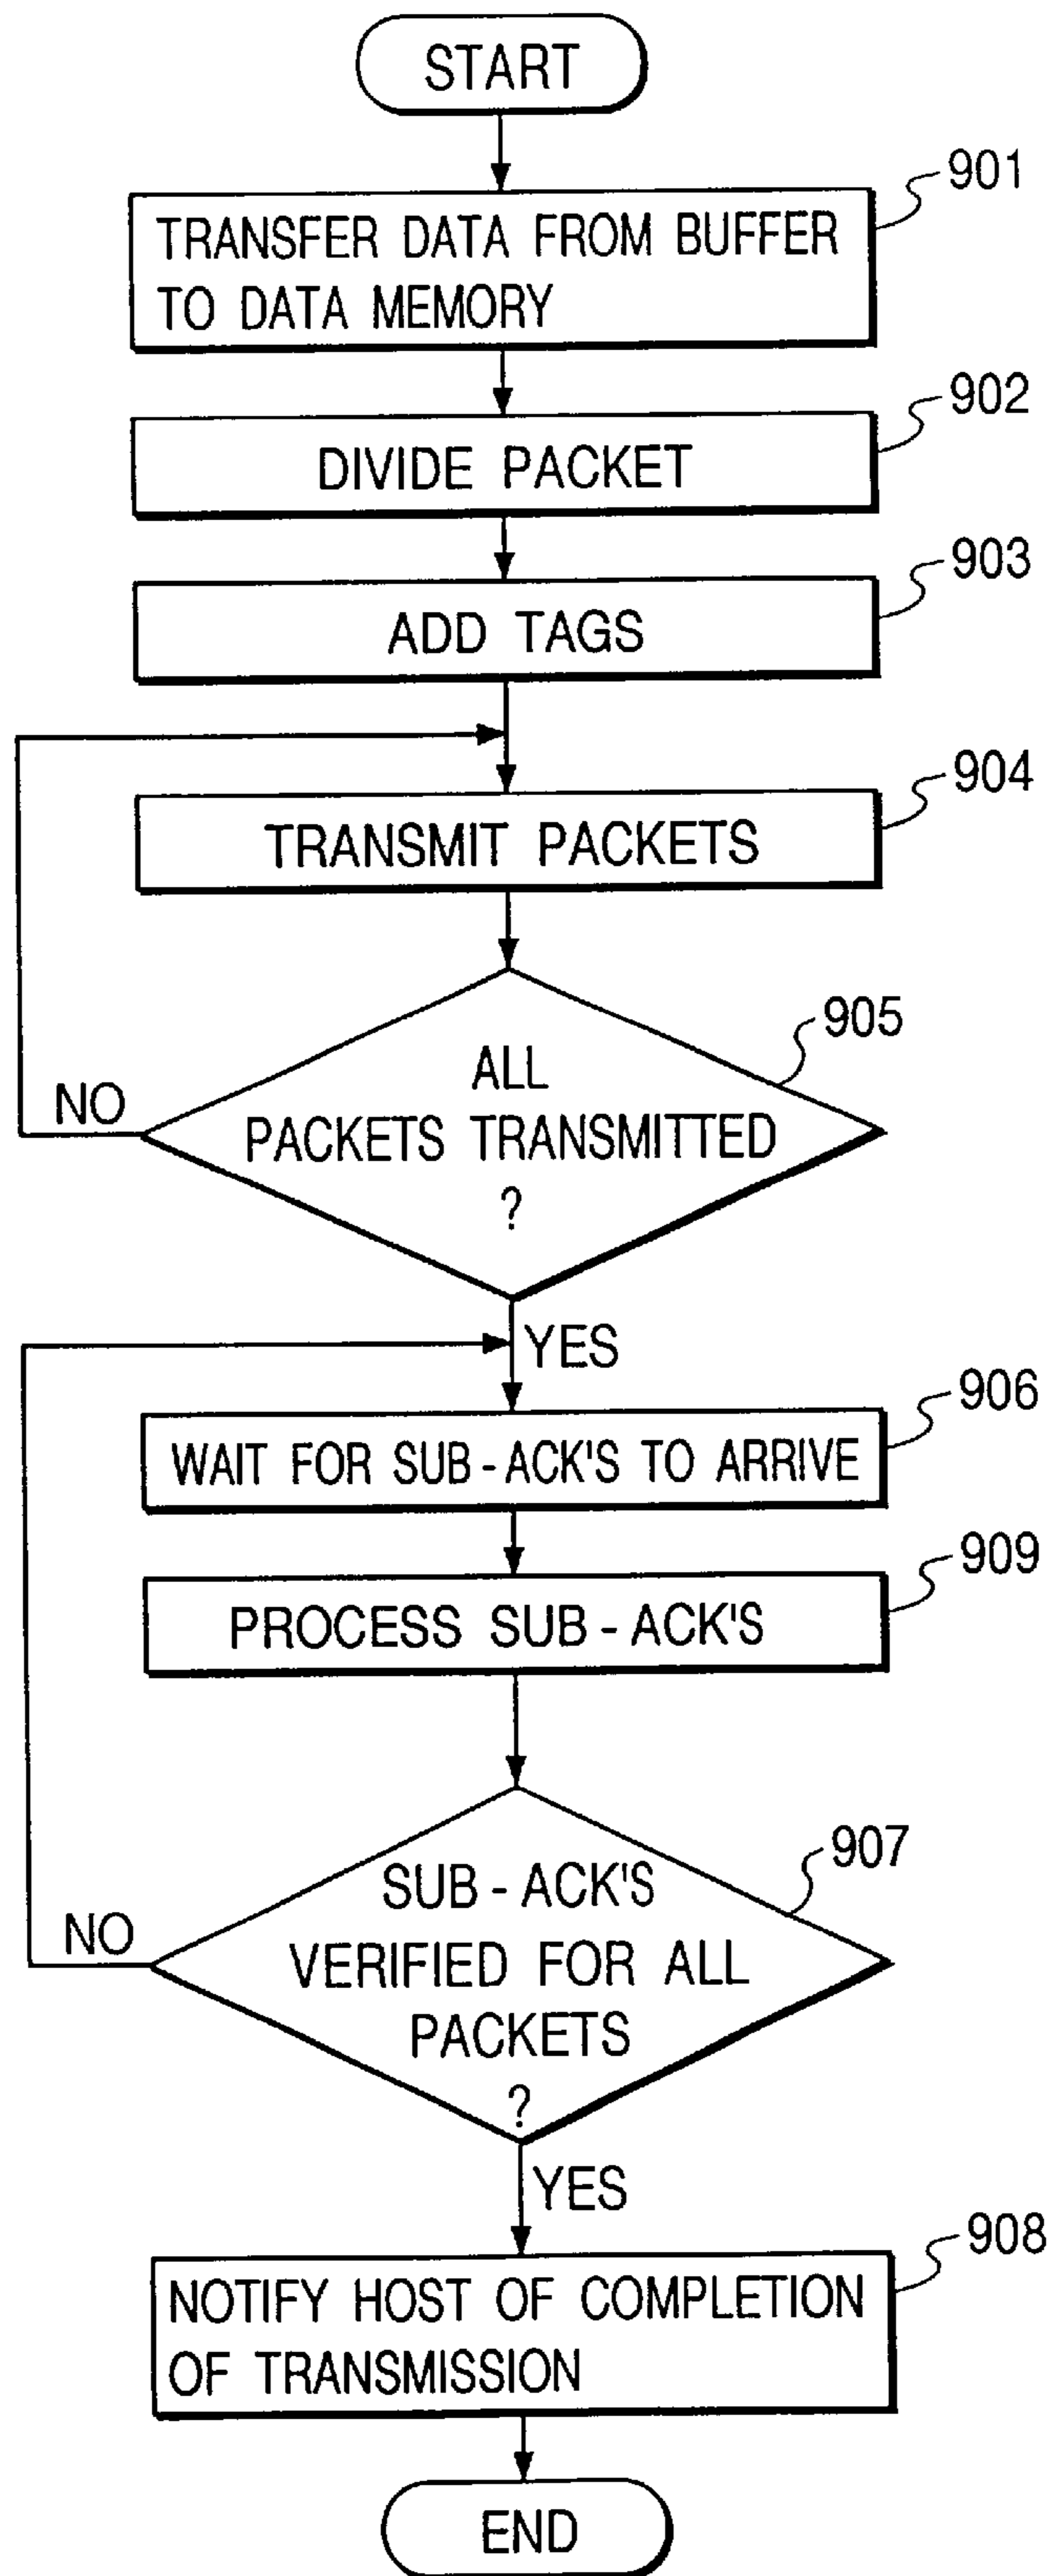 START
901
TRANSFER DATA FROM BUFFER
TO DATA MEMORY
902
DIVIDE PACKET
903
ADD TAGS
904
TRANSMIT PACKETS
905
ALL
PACKETS TRANSMITTED
?
NO
YES
906
WAIT FOR SUB-ACK'S TO ARRIVE
909
PROCESS SUB-ACK'S
907
SUB-ACK'S
VERIFIED FOR ALL
PACKETS
?
NO
YES
908
NOTIFY HOST OF COMPLETION
OF TRANSMISSION
END